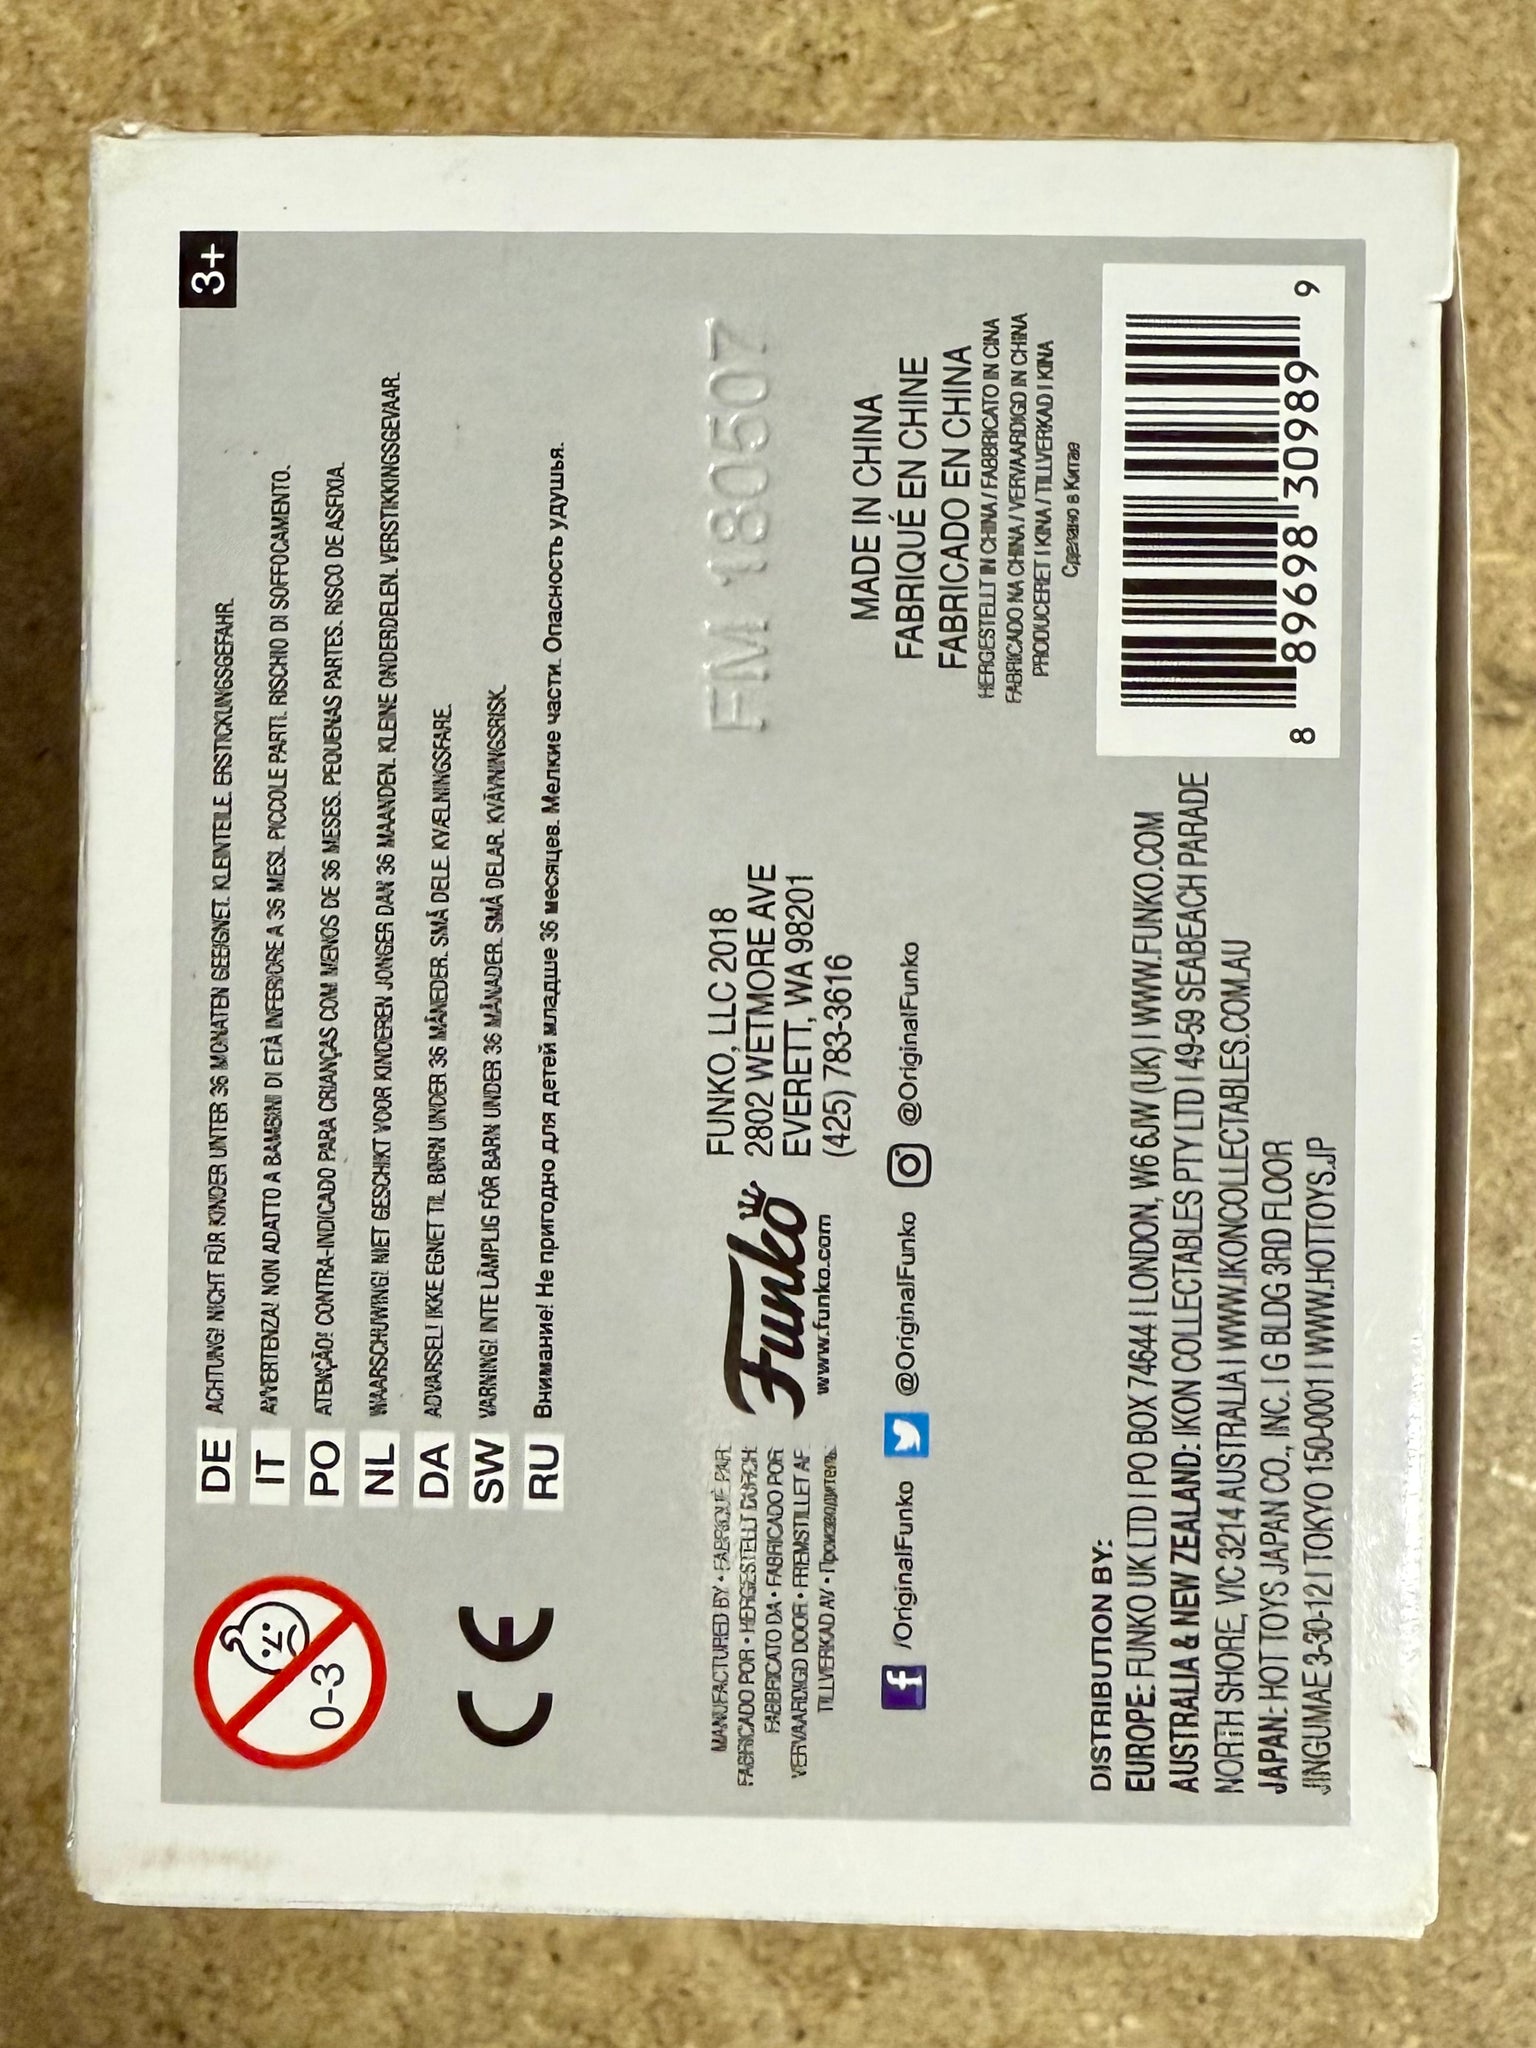 3+
0-3
DE ACHTUNG! NICHT FÜR KINDER UNTER 36 MONATEN GEEIGNET. KLEINTEILE. ERSTICKUNGSGEFAHR.
IT AVVERTENZA! NON ADATTO A BAMBINI DI ETÀ INFERIORE A 36 MESI. PICCOLE PARTI. RISCHIO DI SOFFOCAMENTO.
PO ATENÇÃO! CONTRA-INDICADO PARA CRIANÇAS COM MENOS DE 36 MESES. PEQUENAS PARTES. RISCO DE ASFIXIA.
NL WAARSCHUWING! NIET GESCHIKT VOOR KINDEREN JONGER DAN 36 MAANDEN. KLEINE ONDERDELEN. VERSTIKKINGSGEVAAR.
DA ADVARSEL! IKKE EGNET TIL BØRN UNDER 36 MÅNEDER. SMÅ DELE. KVÆLNINGSFARE.
SW VARNING! INTE LÄMPLIG FÖR BARN UNDER 36 MÅNADER. SMÅ DELAR. KVÄVNINGSRISK.
RU Внимание! Не пригодно для детей младше 36 месяцев. Мелкие части. Опасность удушья.
CE
MANUFACTURED BY • FABRIQUÉ PAR:
FABRICADO POR • HERGESTELLT DURCH:
FABBRICATO DA • FABRICADO POR
VERVAARDIGD DOOR • FREMSTILLET AF
TILLVERKAD AV • Производитель
Funko
www.funko.com
FUNKO, LLC 2018
2802 WETMORE AVE
EVERETT, WA 98201
(425) 783-3616
/OriginalFunko @OriginalFunko @OriginalFunko
FM 180507
MADE IN CHINA
FABRIQUÉ EN CHINE
FABRICADO EN CHINA
HERGESTELLT IN CHINA / FABBRICATO IN CINA
FABRICADO NA CHINA / VERVAARDIGD IN CHINA
PRODUCERET I KINA / TILLVERKAD I KINA
Сделано в Китае
DISTRIBUTION BY:
EUROPE: FUNKO UK LTD | PO BOX 74644 | LONDON, W6 6JW (UK) | WWW.FUNKO.COM
AUSTRALIA & NEW ZEALAND: IKON COLLECTABLES PTY LTD | 49-59 SEABEACH PARADE
NORTH SHORE, VIC 3214 AUSTRALIA | WWW.IKONCOLLECTABLES.COM.AU
JAPAN: HOT TOYS JAPAN CO., INC. | G BLDG 3RD FLOOR
JINGUMAE 3-30-12 | TOKYO 150-0001 | WWW.HOTTOYS.JP
8 89698 30989 9